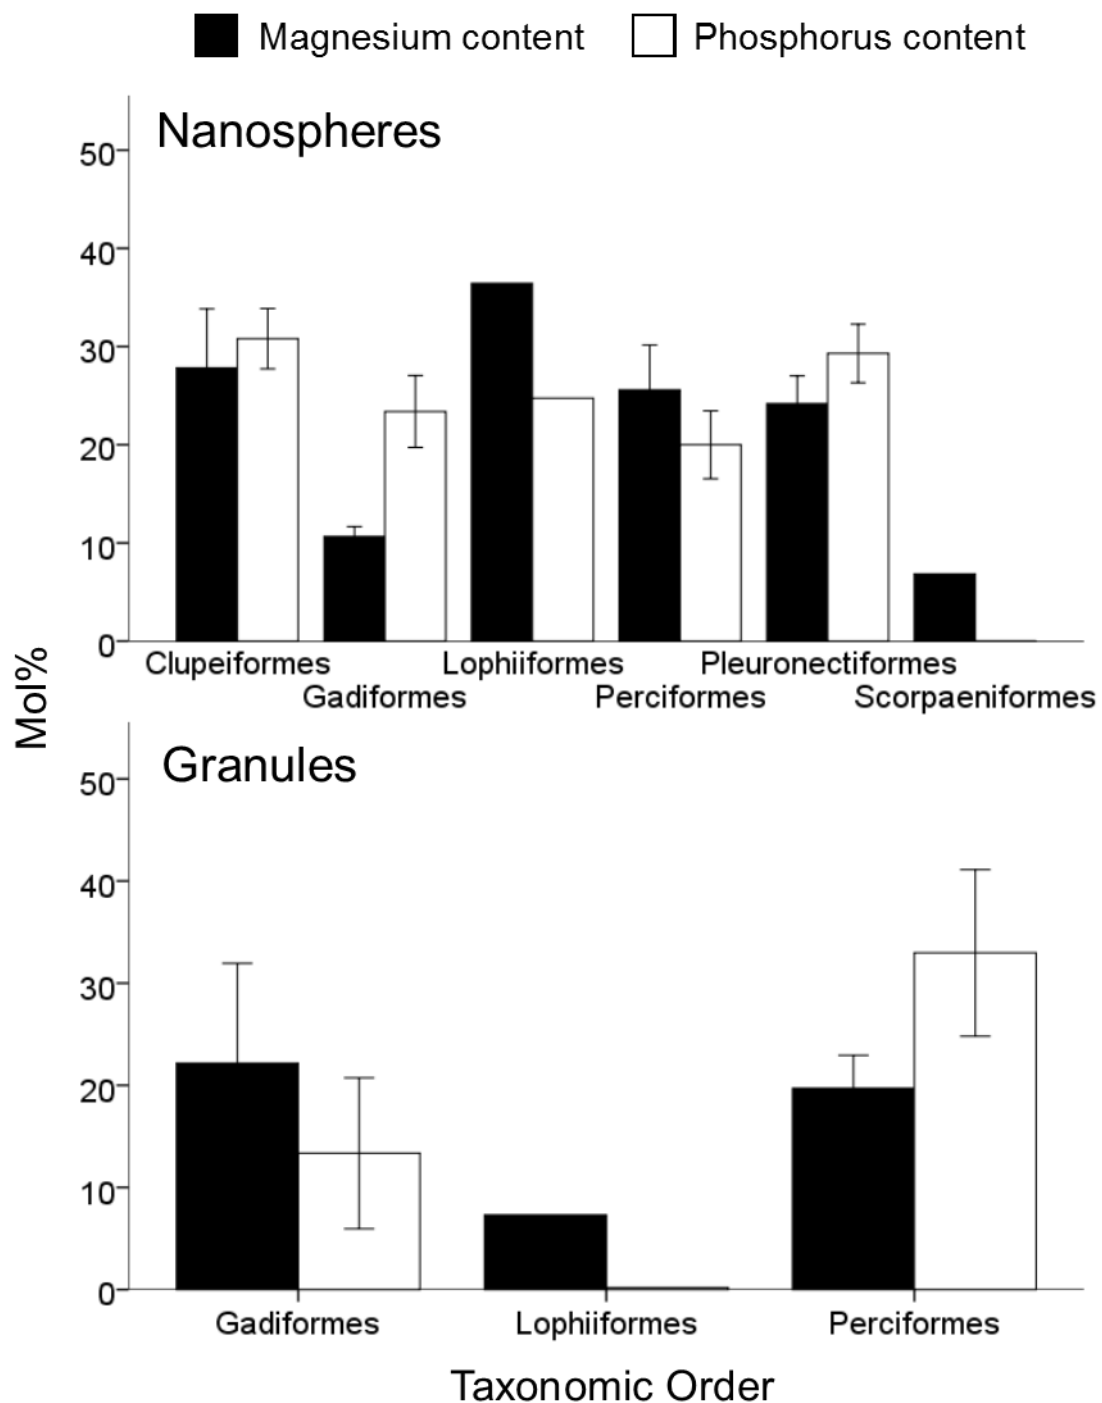 Magnesium content Phosphorus content
Nanospheres
50
40
30
20
10
0
Clupeiformes Lophiiformes Pleuronectiformes
Gadiformes Perciformes Scorpaeniformes
Mol%
Granules
50
40
30
20
10
0
Gadiformes Lophiiformes Perciformes
Taxonomic Order